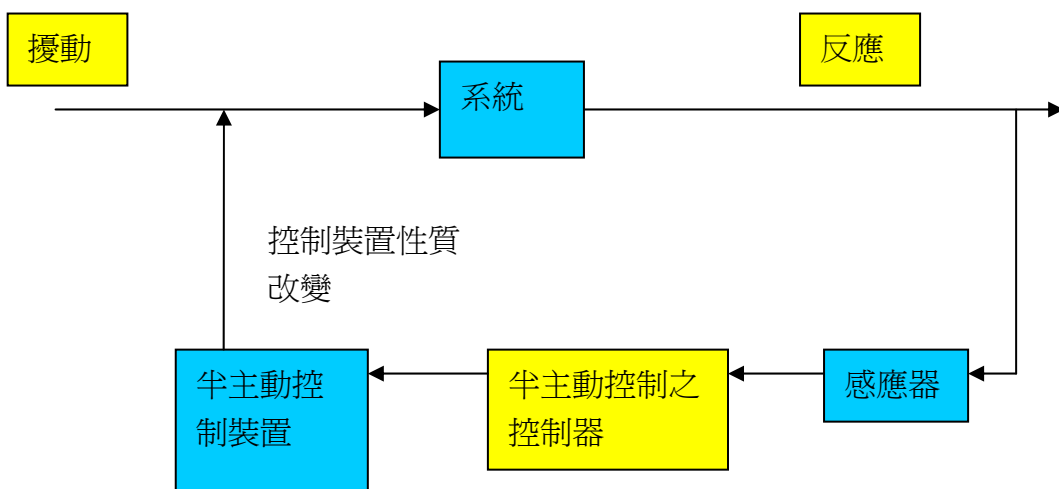 擾動
反應
系統
控制裝置性質
改變
半主動控
制裝置
半主動控制之
控制器
感應器